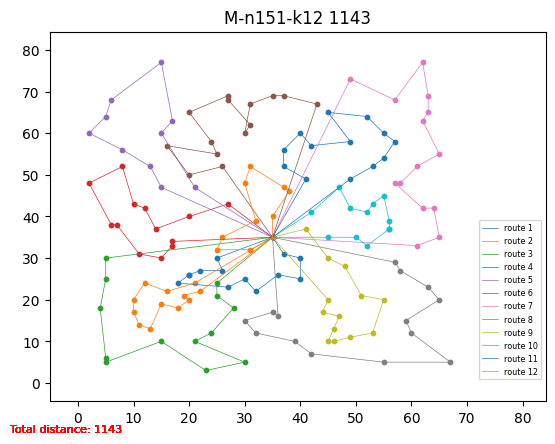 M-n151-k12 1143
80
70
60
50
40
30
20
10
0
0 10 20 30 40 50 60 70 80
route 1
route 2
route 3
route 4
route 5
route 6
route 7
route 8
route 9
route 10
route 11
route 12
Total distance: 1143